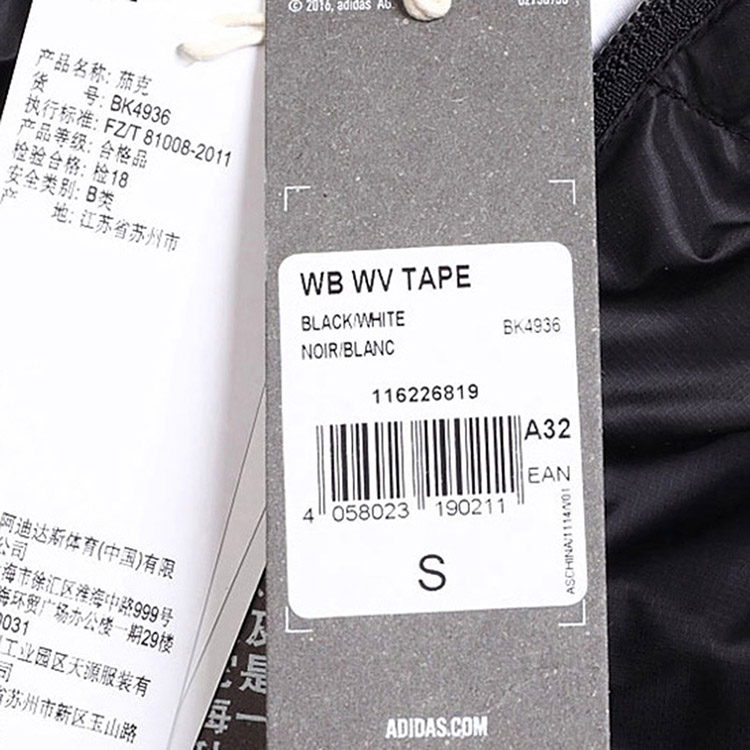 产品名称: 茄克
货 号: BK4936
执行标准: FZ/T 81008-2011
产品等级: 合格品
检验合格: 检18
安全类别: B类
产 地: 江苏省苏州市
阿迪达斯体育(中国)有限
公司
海市徐汇区淮海中路999号
海环贸广场办公楼一期29楼
0031
工业园区天源服装有
司
省苏州市新区玉山路
© 2016, adidas AG.
WB WV TAPE
BLACK/WHITE
NOIR/BLANC
BK4936
116226819
A32
EAN
4 058023 190211
S
ASCHINA/1114/V01
ADIDAS.COM
及
是
海一